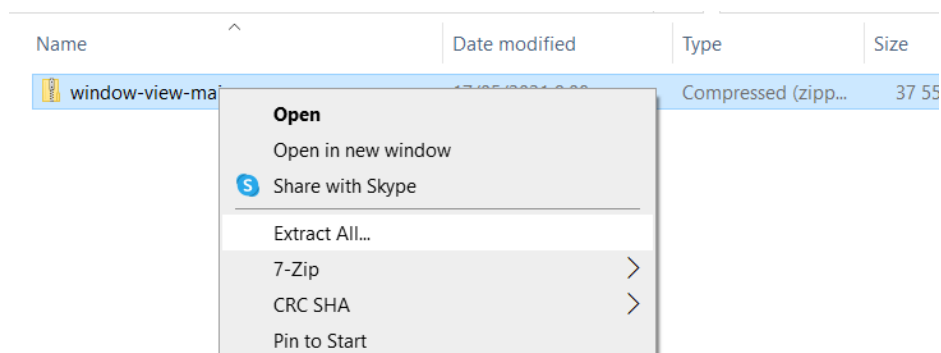 Name Date modified Type Size
window-view-ma Compressed (zipp... 37 55
Open
Open in new window
Share with Skype
Extract All...
7-Zip
CRC SHA
Pin to Start